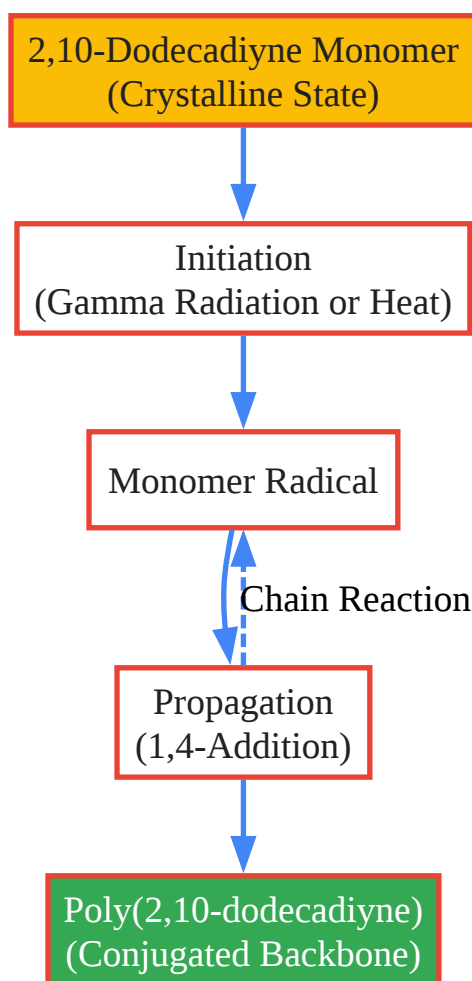 2,10-Dodecadiyne Monomer
(Crystalline State)
Initiation
(Gamma Radiation or Heat)
Monomer Radical
Chain Reaction
Propagation
(1,4-Addition)
Poly(2,10-dodecadiyne)
(Conjugated Backbone)